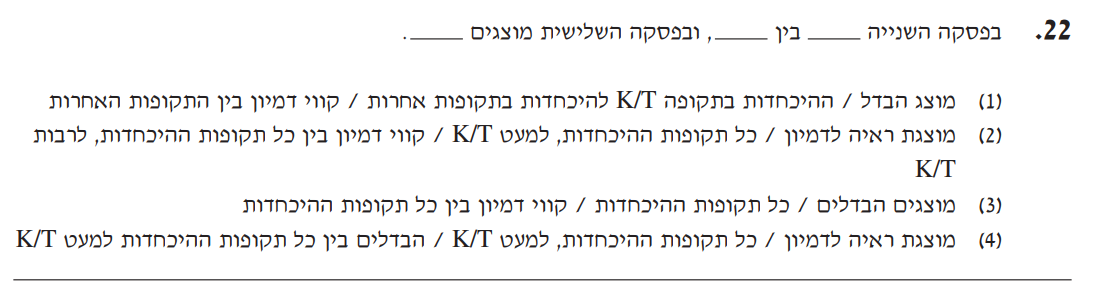 22. בפסקה השנייה _____ בין _____, ובפסקה השלישית מוצגים _____.
(1) מוצג הבדל / ההיכחדות בתקופה K/T להיכחדות בתקופות אחרות / קווי דמיון בין התקופות האחרות
(2) מוצגת ראיה לדמיון / כל תקופות ההיכחדות, למעט K/T / קווי דמיון בין כל תקופות ההיכחדות, לרבות
K/T
(3) מוצגים הבדלים / כל תקופות ההיכחדות / קווי דמיון בין כל תקופות ההיכחדות
(4) מוצגת ראיה לדמיון / כל תקופות ההיכחדות, למעט K/T / הבדלים בין כל תקופות ההיכחדות למעט K/T